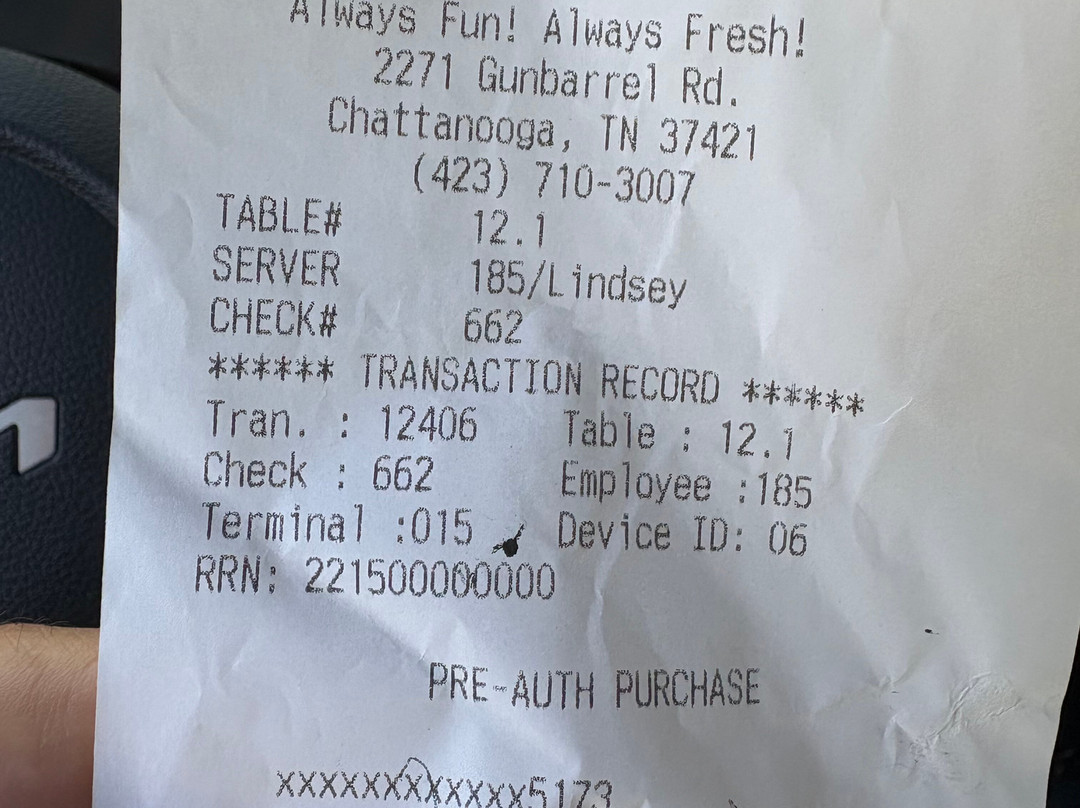 Always Fun! Always Fresh!
2271 Gunbarrel Rd.
Chattanooga, TN 37421
(423) 710-3007
TABLE# 12.1
SERVER 185/Lindsey
CHECK# 662
****** TRANSACTION RECORD ******
Tran. : 12406 Table : 12.1
Check : 662 Employee :185
Terminal :015 Device ID: 06
RRN: 221500000000
PRE-AUTH PURCHASE
XXXXXXXXXXXX5173